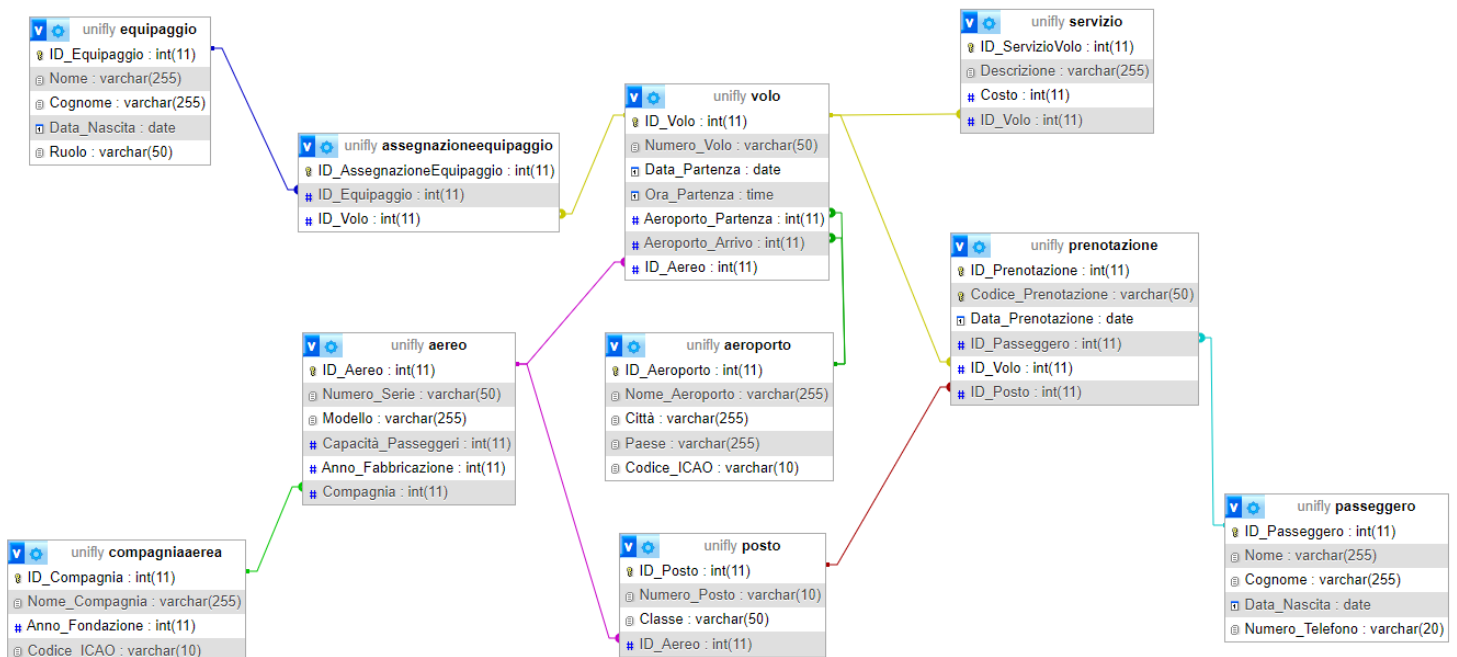 unifly equipaggio
ID_Equipaggio : int(11)
Nome : varchar(255)
Cognome : varchar(255)
Data_Nascita : date
Ruolo : varchar(50)
unifly assegnazioneequipaggio
ID_AssegnazioneEquipaggio : int(11)
ID_Equipaggio : int(11)
ID_Volo : int(11)
unifly volo
ID_Volo : int(11)
Numero_Volo : varchar(50)
Data_Partenza : date
Ora_Partenza : time
Aeroporto_Partenza : int(11)
Aeroporto_Arrivo : int(11)
ID_Aereo : int(11)
unifly servizio
ID_ServizioVolo : int(11)
Descrizione : varchar(255)
Costo : int(11)
ID_Volo : int(11)
unifly prenotazione
ID_Prenotazione : int(11)
Codice_Prenotazione : varchar(50)
Data_Prenotazione : date
ID_Passeggero : int(11)
ID_Volo : int(11)
ID_Posto : int(11)
unifly aereo
ID_Aereo : int(11)
Numero_Serie : varchar(50)
Modello : varchar(255)
Capacità_Passeggeri : int(11)
Anno_Fabbricazione : int(11)
Compagnia : int(11)
unifly aeroporto
ID_Aeroporto : int(11)
Nome_Aeroporto : varchar(255)
Città : varchar(255)
Paese : varchar(255)
Codice_ICAO : varchar(10)
unifly compagniaaerea
ID_Compagnia : int(11)
Nome_Compagnia : varchar(255)
Anno_Fondazione : int(11)
Codice_ICAO : varchar(10)
unifly posto
ID_Posto : int(11)
Numero_Posto : varchar(10)
Classe : varchar(50)
ID_Aereo : int(11)
unifly passeggero
ID_Passeggero : int(11)
Nome : varchar(255)
Cognome : varchar(255)
Data_Nascita : date
Numero_Telefono : varchar(20)